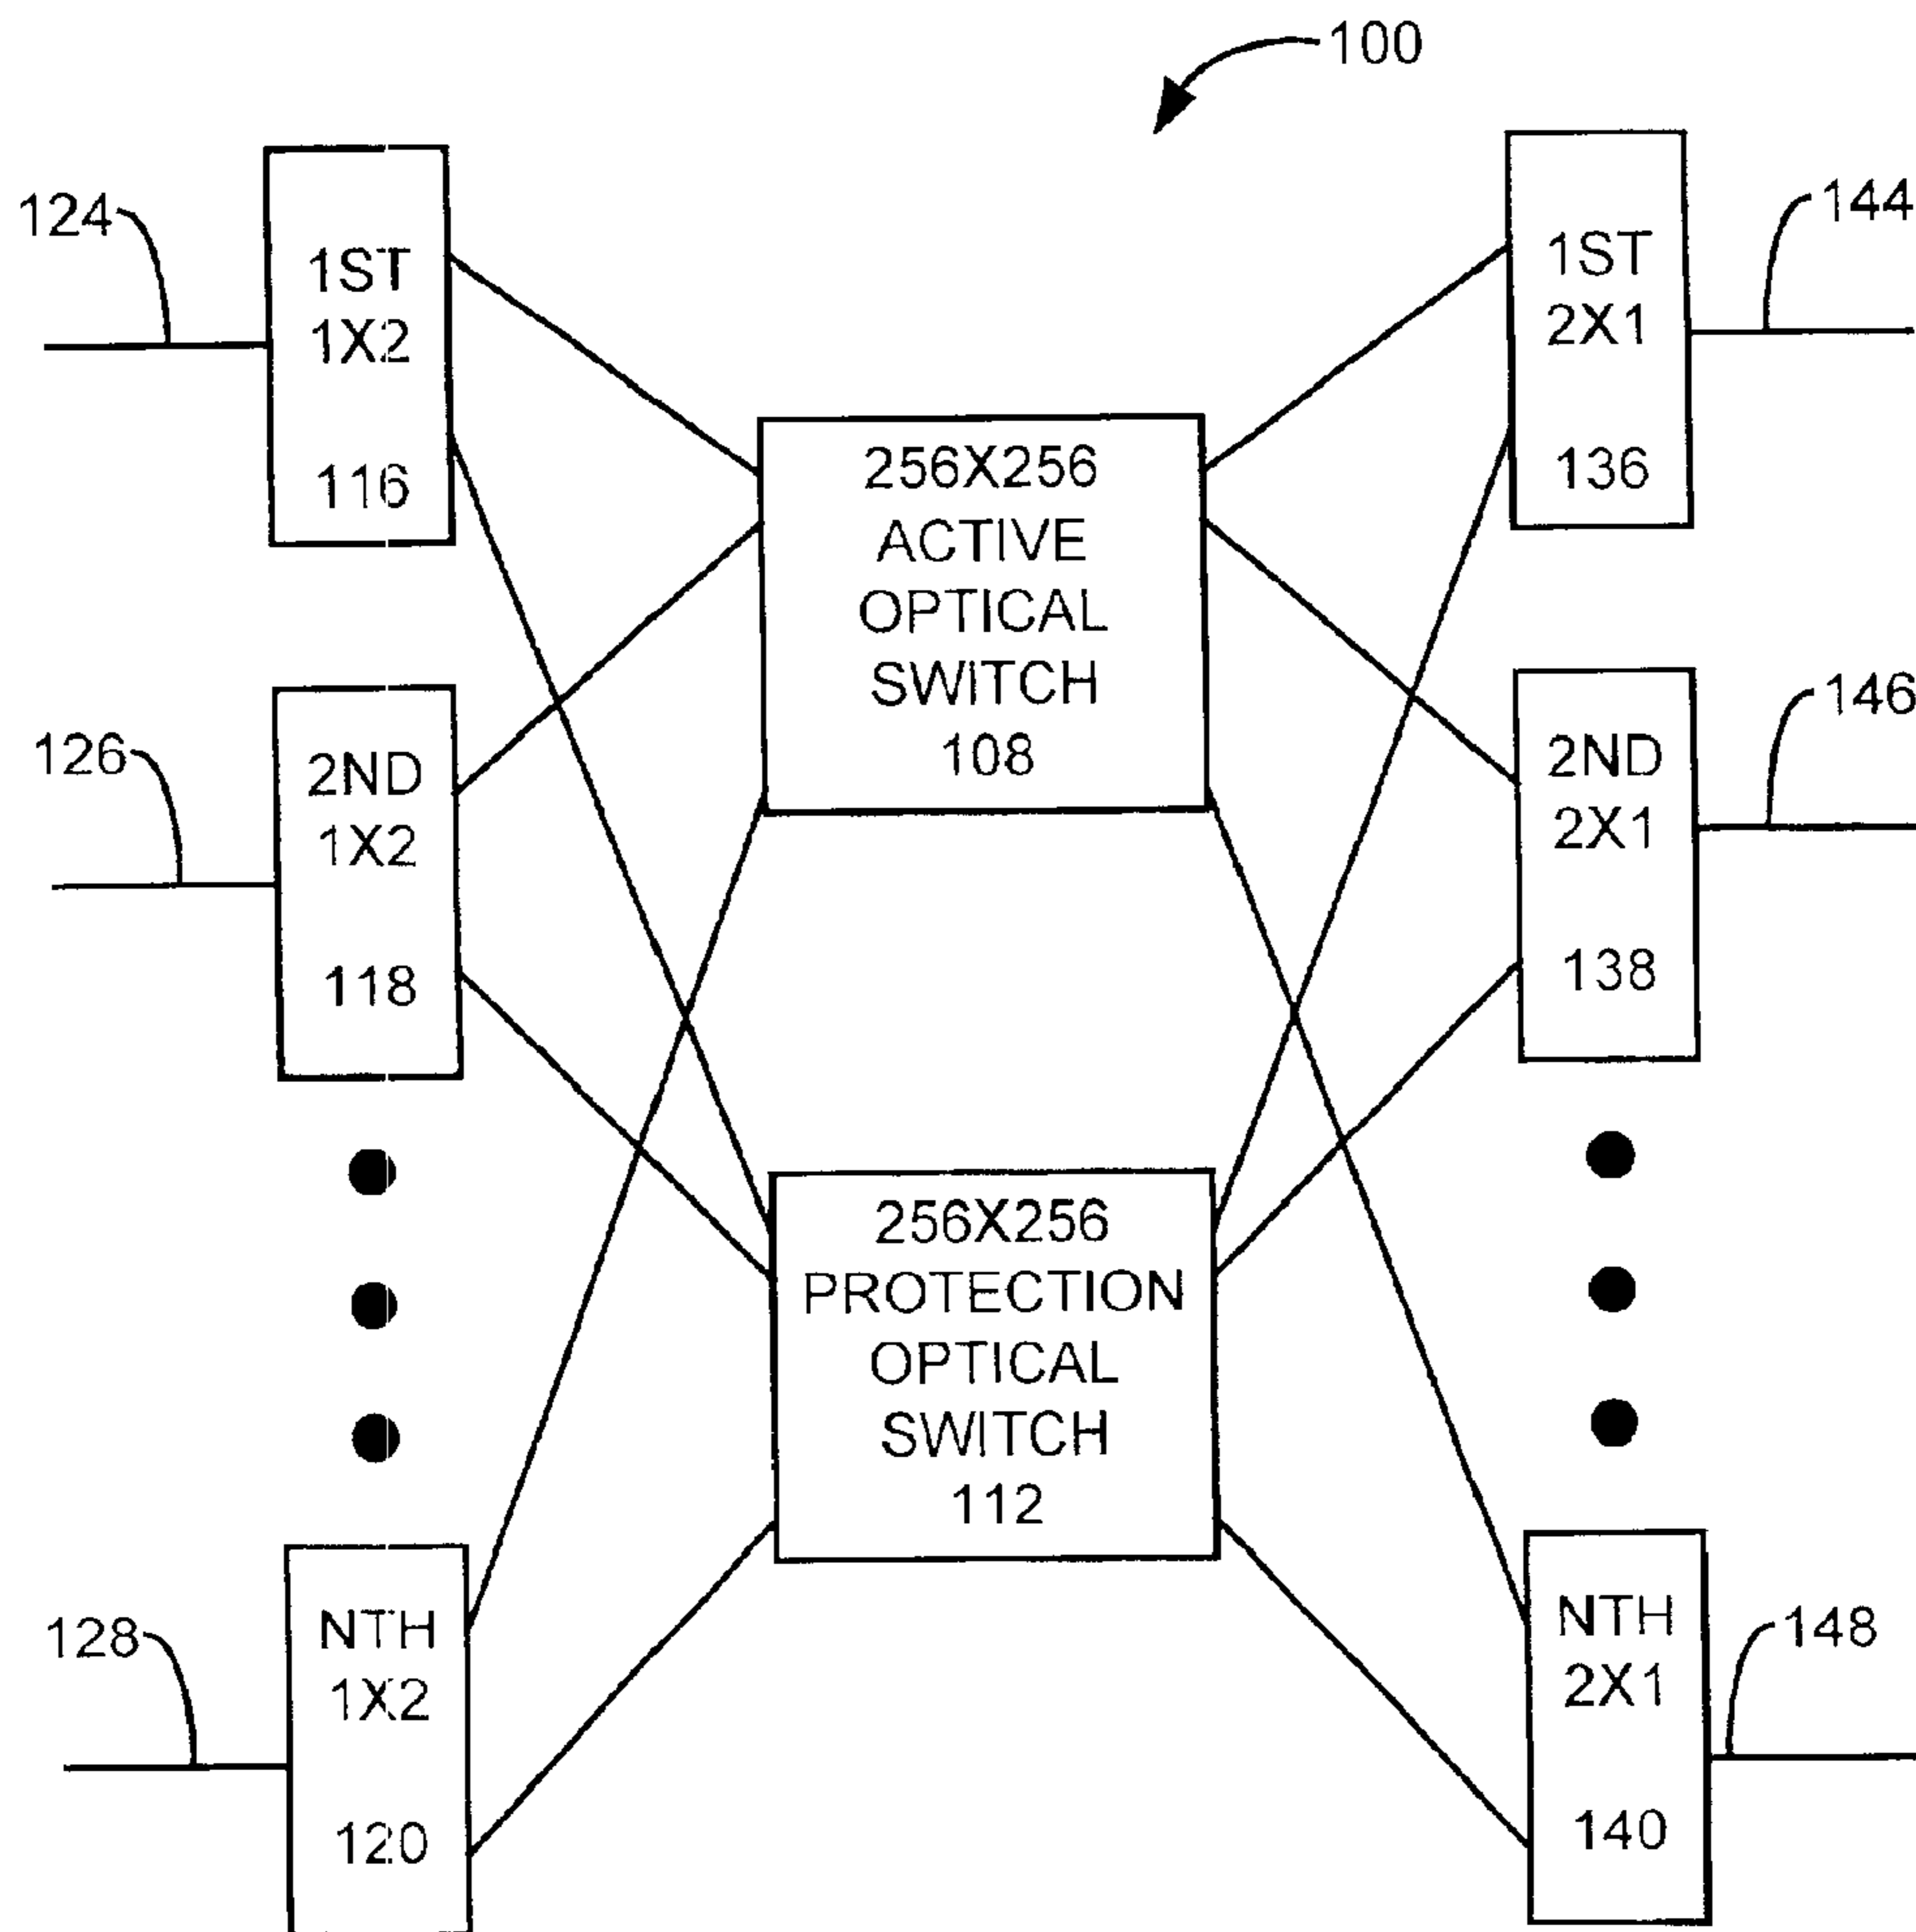 100
124
1ST
1X2
116
126
2ND
1X2
118
128
NTH
1X2
120
256X256
ACTIVE
OPTICAL
SWITCH
108
256X256
PROTECTION
OPTICAL
SWITCH
112
1ST
2X1
136
144
2ND
2X1
138
146
NTH
2X1
140
148